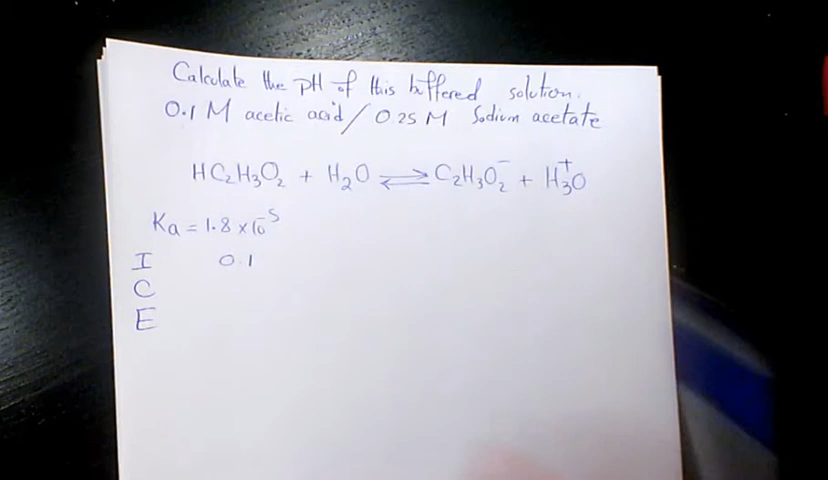 Calculate the pH of this buffered solution.
0.1 M acetic acid / 0.25 M Sodium acetate
HC₂H₃O₂ + H₂O ⇌ C₂H₃O₂⁻ + H₃O⁺
Ka = 1.8 × 10⁻⁵
I 0.1
C
E